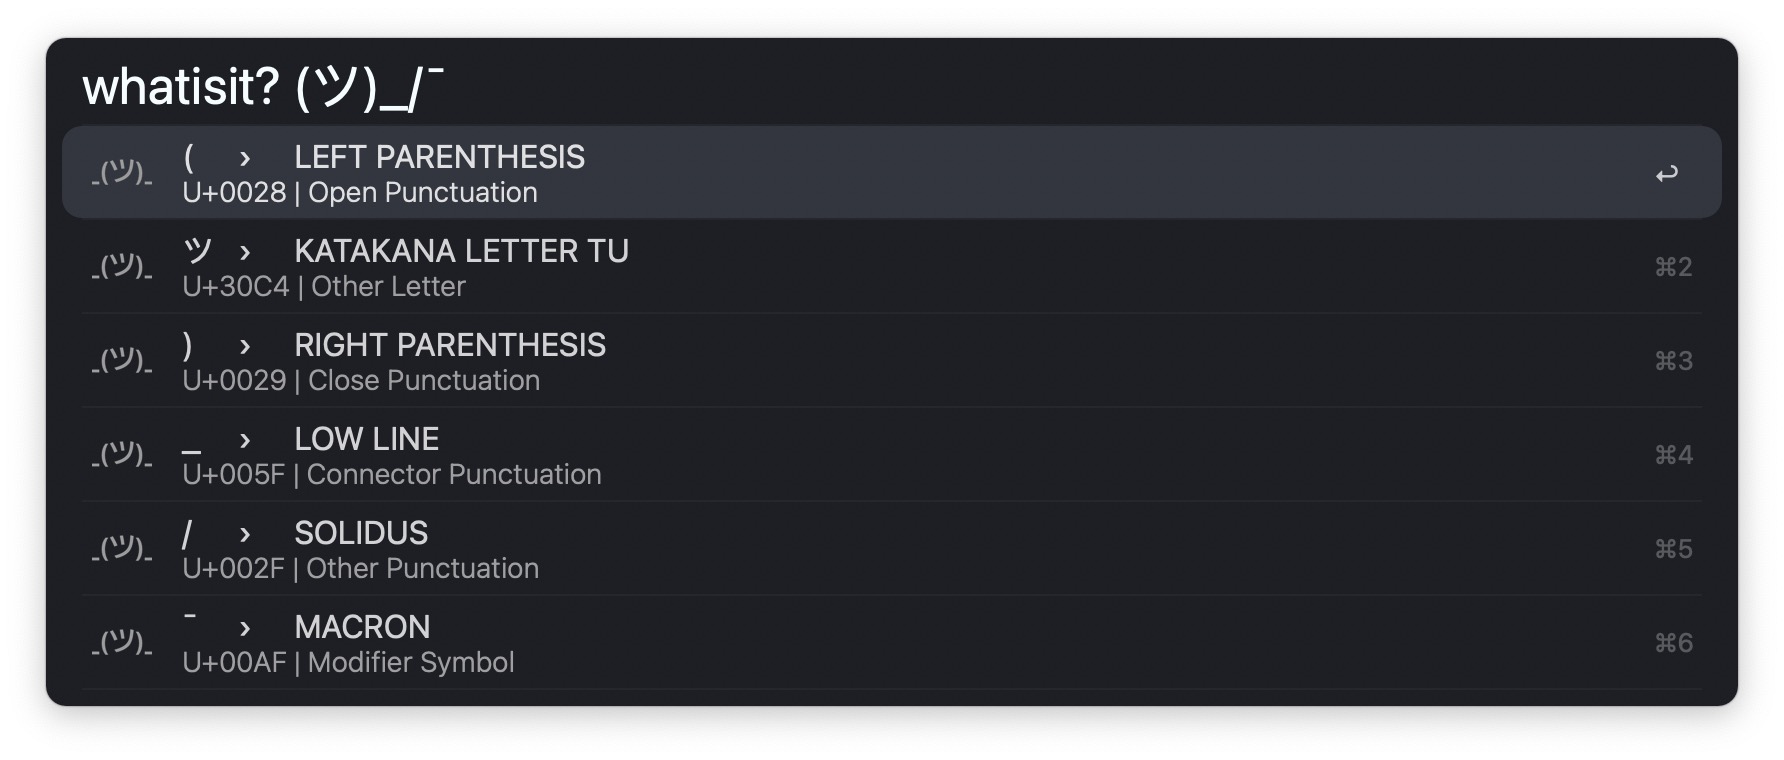 whatisit? (ツ)_/¯
_(ツ)_ ( › LEFT PARENTHESIS ↩
U+0028 | Open Punctuation
_(ツ)_ ツ › KATAKANA LETTER TU ⌘2
U+30C4 | Other Letter
_(ツ)_ ) › RIGHT PARENTHESIS ⌘3
U+0029 | Close Punctuation
_(ツ)_ _ › LOW LINE ⌘4
U+005F | Connector Punctuation
_(ツ)_ / › SOLIDUS ⌘5
U+002F | Other Punctuation
_(ツ)_ ¯ › MACRON ⌘6
U+00AF | Modifier Symbol